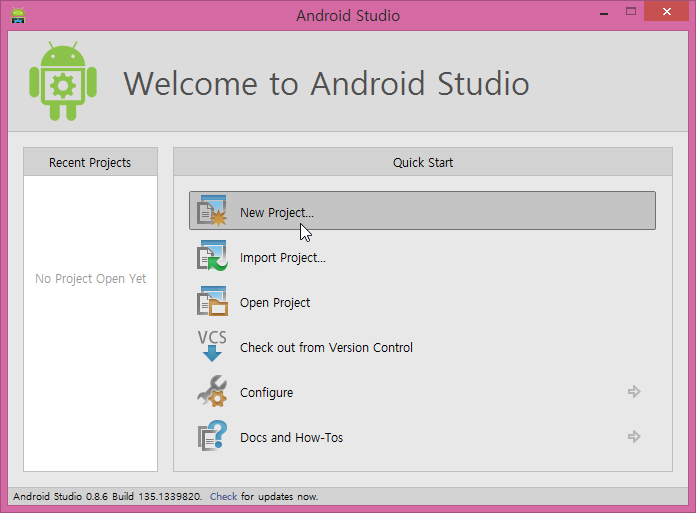 Android Studio
Welcome to Android Studio
Recent Projects
No Project Open Yet
Quick Start
New Project...
Import Project...
Open Project
VCS
Check out from Version Control
Configure
Docs and How-Tos
Android Studio 0.8.6 Build 135.1339820. Check for updates now.